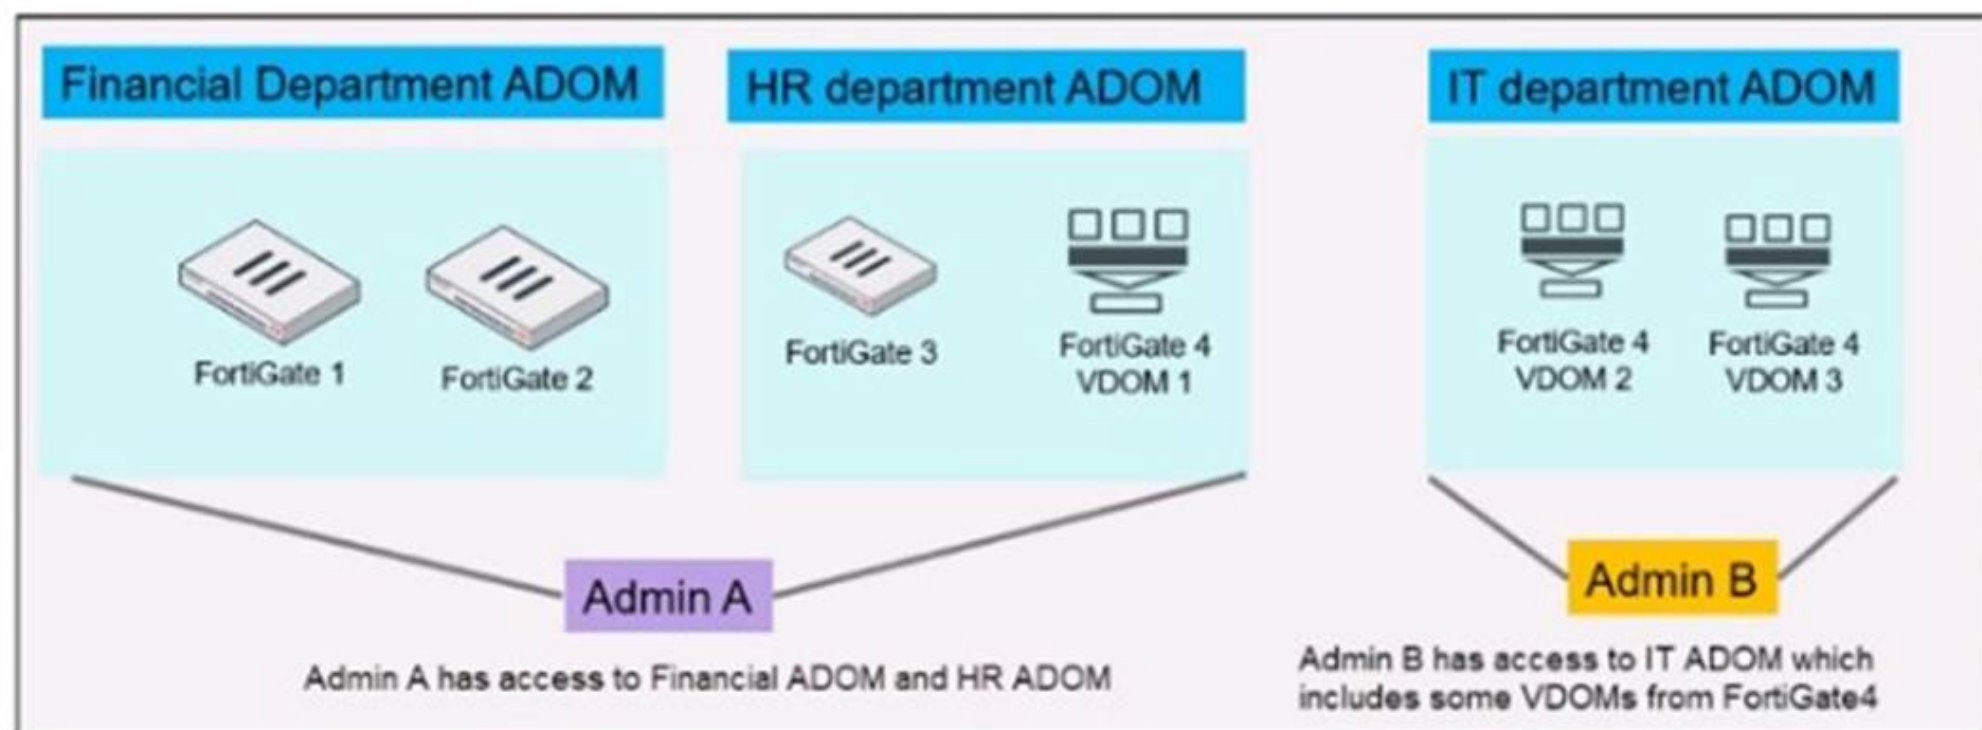 Financial Department ADOM
HR department ADOM
IT department ADOM
FortiGate 1
FortiGate 2
FortiGate 3
FortiGate 4
VDOM 1
FortiGate 4
VDOM 2
FortiGate 4
VDOM 3
Admin A
Admin A has access to Financial ADOM and HR ADOM
Admin B
Admin B has access to IT ADOM which
includes some VDOMs from FortiGate4